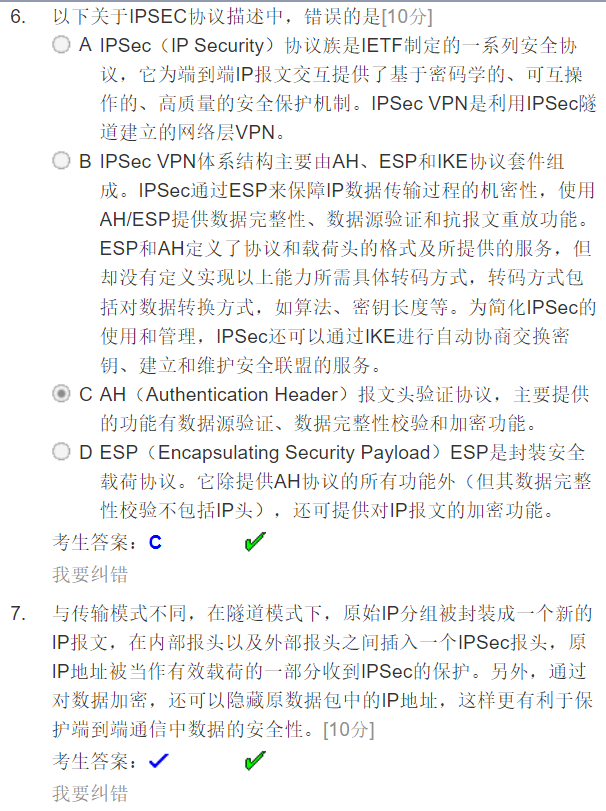 6. 以下关于IPSEC协议描述中，错误的是[10分]
A IPSec（IP Security）协议族是IETF制定的一系列安全协
议，它为端到端IP报文交互提供了基于密码学的、可互操
作的、高质量的安全保护机制。IPSec VPN是利用IPSec隧
道建立的网络层VPN。
B IPSec VPN体系结构主要由AH、ESP和IKE协议套件组
成。IPSec通过ESP来保障IP数据传输过程的机密性，使用
AH/ESP提供数据完整性、数据源验证和抗报文重放功能。
ESP和AH定义了协议和载荷头的格式及所提供的服务，但
却没有定义实现以上能力所需具体转码方式，转码方式包
括对数据转换方式，如算法、密钥长度等。为简化IPSec的
使用和管理，IPSec还可以通过IKE进行自动协商交换密
钥、建立和维护安全联盟的服务。
C AH（Authentication Header）报文头验证协议，主要提供
的功能有数据源验证、数据完整性校验和加密功能。
D ESP（Encapsulating Security Payload）ESP是封装安全
载荷协议。它除提供AH协议的所有功能外（但其数据完整
性校验不包括IP头），还可提供对IP报文的加密功能。
考生答案：C
我要纠错
7. 与传输模式不同，在隧道模式下，原始IP分组被封装成一个新的
IP报文，在内部报头以及外部报头之间插入一个IPSec报头，原
IP地址被当作有效载荷的一部分收到IPSec的保护。另外，通过
对数据加密，还可以隐藏原数据包中的IP地址，这样更有利于保
护端到端通信中数据的安全性。[10分]
考生答案：
我要纠错